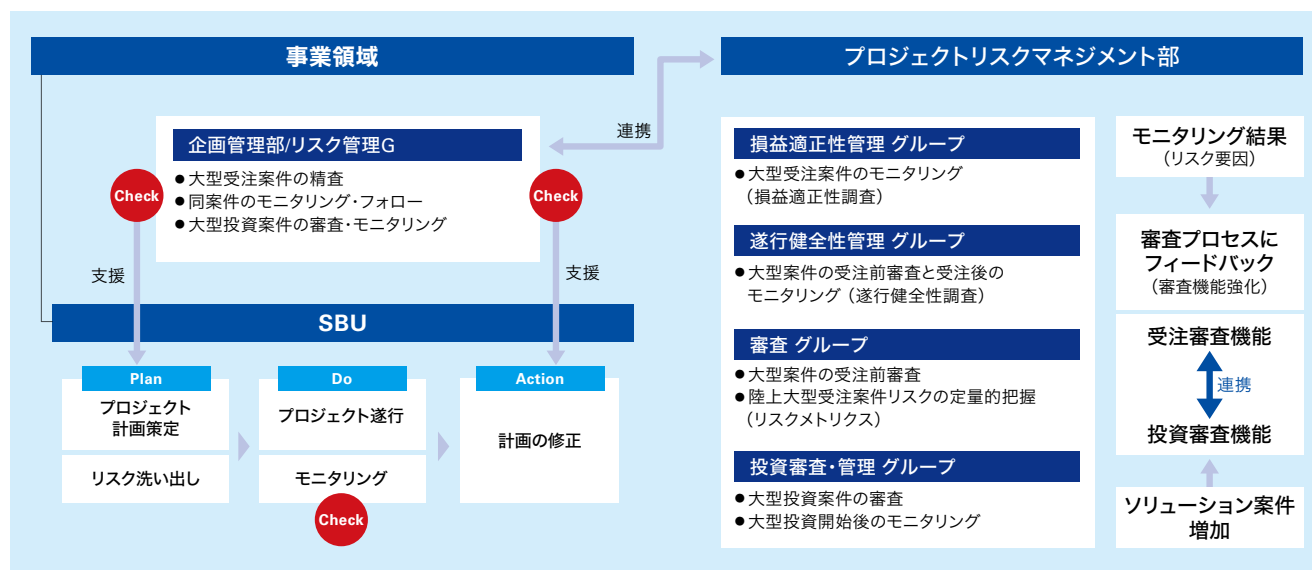 事業領域
企画管理部/リスク管理G
●大型受注案件の精査
●同案件のモニタリング・フォロー
●大型投資案件の審査・モニタリング
Check
Check
支援
支援
連携
SBU
Plan
プロジェクト
計画策定
リスク洗い出し
Do
プロジェクト遂行
モニタリング
Check
Action
計画の修正
プロジェクトリスクマネジメント部
損益適正性管理 グループ
●大型受注案件のモニタリング
（損益適正性調査）
遂行健全性管理 グループ
●大型案件の受注前審査と受注後の
モニタリング（遂行健全性調査）
審査 グループ
●大型案件の受注前審査
●陸上大型受注案件リスクの定量的把握
（リスクメトリクス）
投資審査・管理 グループ
●大型投資案件の審査
●大型投資開始後のモニタリング
モニタリング結果
（リスク要因）
審査プロセスに
フィードバック
（審査機能強化）
受注審査機能
連携
投資審査機能
ソリューション案件
増加